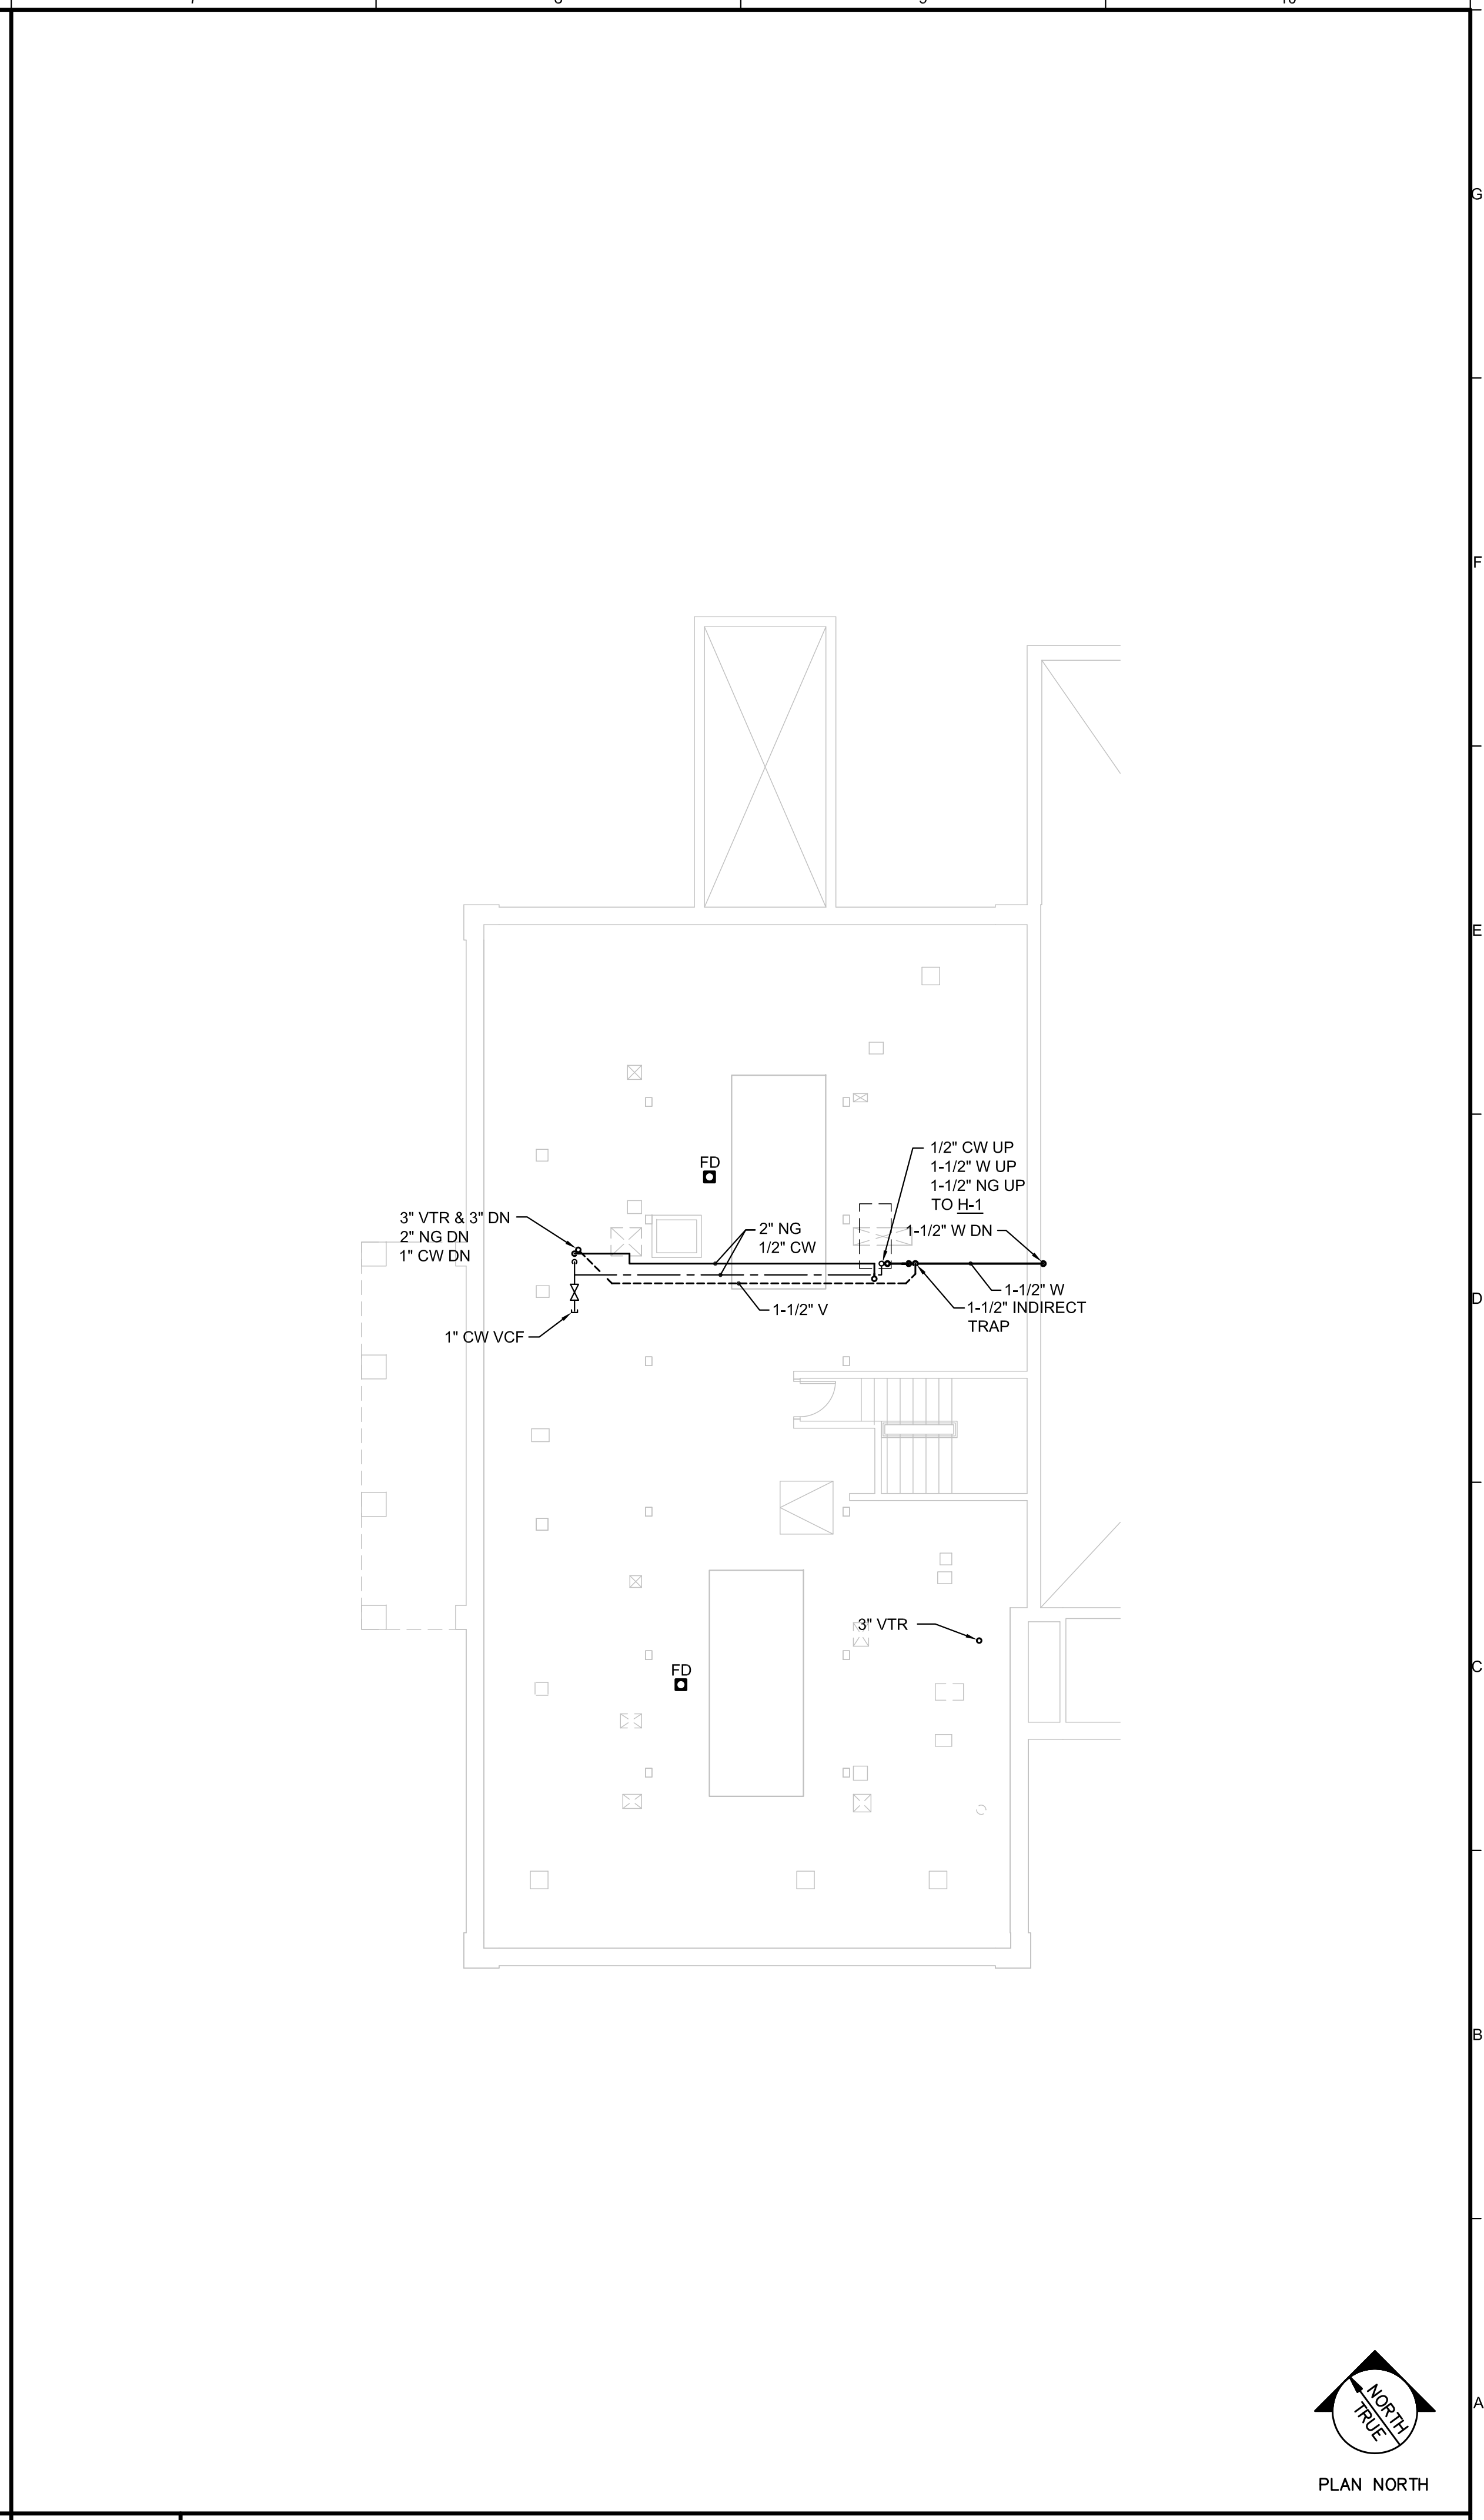 G
F
E
1/2" CW UP
1-1/2" W UP
1-1/2" NG UP
TO H-1
FD
3" VTR & 3" DN
2" NG DN
1" CW DN
2" NG
1/2" CW
1-1/2" W DN
1-1/2" W
1-1/2" INDIRECT
TRAP
D
1-1/2" V
1" CW VCF
3" VTR
FD
C
B
A
NORTH
TRUE
PLAN NORTH